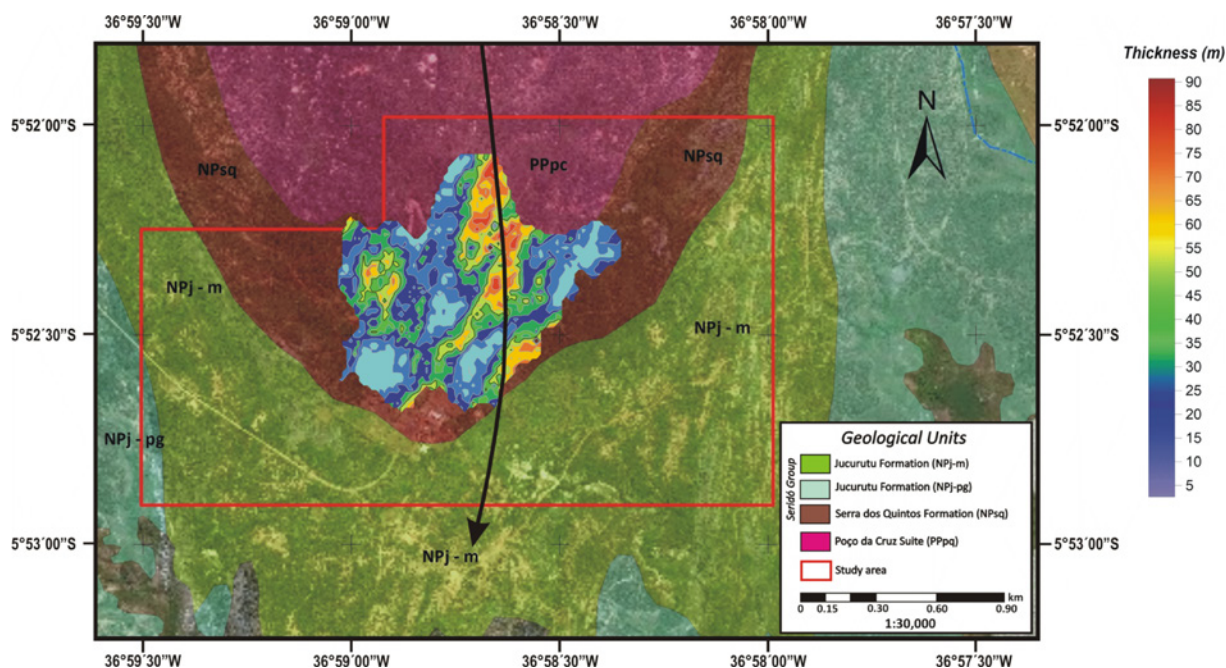 36°59'30"W 36°59'00"W 36°58'30"W 36°58'00"W 36°57'30"W
Thickness (m)
90
85
80
75
70
65
60
55
50
45
40
35
30
25
20
15
10
5
N
5°52'00"S 5°52'00"S
NPsq PPpc NPsq
NPj - m
NPj - m
5°52'30"S 5°52'30"S
NPj - pg
5°53'00"S 5°53'00"S
NPj - m
Geological Units
Seridó Group
Jucurutu Formation (NPj-m)
Jucurutu Formation (NPj-pg)
Serra dos Quintos Formation (NPsq)
Poço da Cruz Suite (PPpq)
Study area
km
0 0.15 0.30 0.60 0.90
1:30,000
36°59'30"W 36°59'00"W 36°58'30"W 36°58'00"W 36°57'30"W